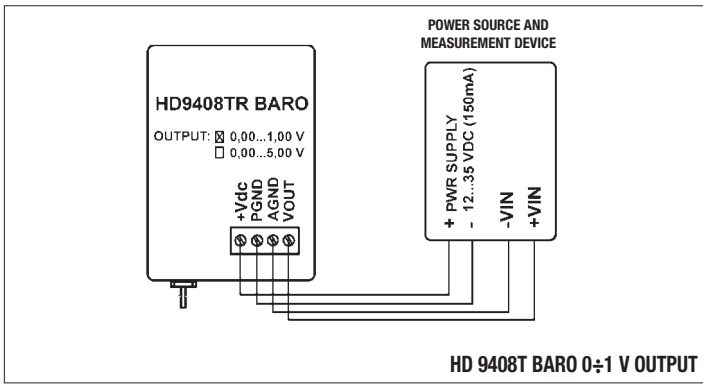 POWER SOURCE AND
MEASUREMENT DEVICE
HD9408TR BARO
OUTPUT: ☒ 0,00...1,00 V
☐ 0,00...5,00 V
+Vdc
PGND
AGND
VOUT
+ PWR SUPPLY
- 12...35 VDC (150mA)
-VIN
+VIN
HD 9408T BARO 0÷1 V OUTPUT